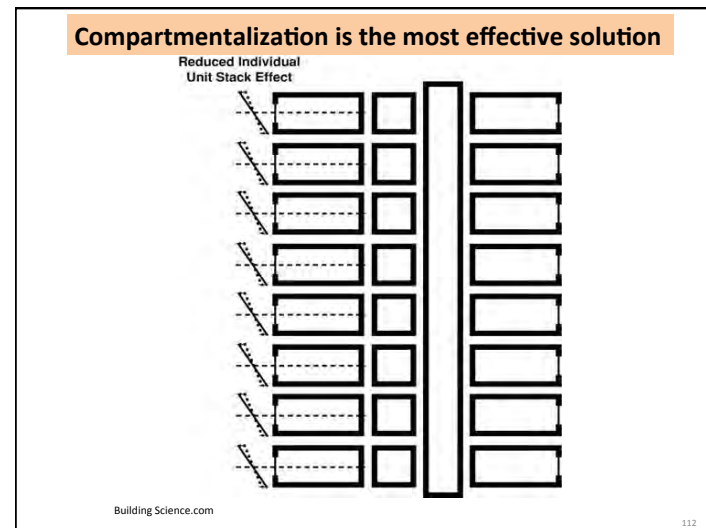 Compartmentalization is the most effective solution
Reduced Individual
Unit Stack Effect
Building Science.com
112